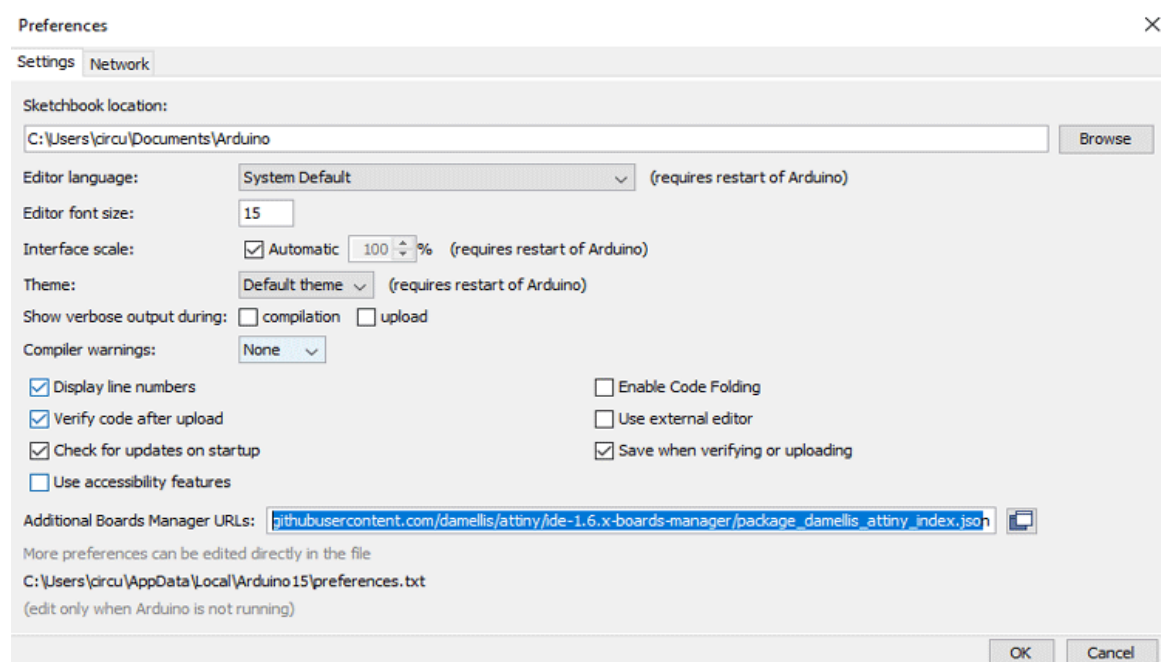 Preferences
Settings Network
Sketchbook location:
C:\Users\circu\Documents\Arduino Browse
Editor language: System Default (requires restart of Arduino)
Editor font size: 15
Interface scale: Automatic 100 % (requires restart of Arduino)
Theme: Default theme (requires restart of Arduino)
Show verbose output during: compilation upload
Compiler warnings: None
Display line numbers Enable Code Folding
Verify code after upload Use external editor
Check for updates on startup Save when verifying or uploading
Use accessibility features
Additional Boards Manager URLs: githubusercontent.com/damellis/attiny/ide-1.6.x-boards-manager/package_damellis_attiny_index.json
More preferences can be edited directly in the file
C:\Users\circu\AppData\Local\Arduino15\preferences.txt
(edit only when Arduino is not running)
OK Cancel